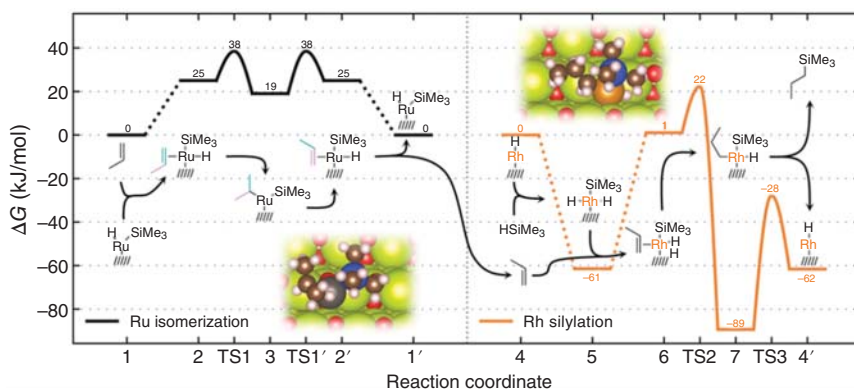 ΔG (kJ/mol)
40
20
0
−20
−40
−60
−80
0
25
38
19
38
25
0
SiMe3
Ru—H
H
Ru
SiMe3
SiMe3
Ru
SiMe3
Ru—H
H
SiMe3
Ru
0
H
Rh
HSiMe3
−61
SiMe3
H—Rh—H
1
SiMe3
Rh—H
H
22
SiMe3
Rh—H
−89
−28
SiMe3
H
Rh
−62
Ru isomerization
Rh silylation
1
2
TS1
3
TS1′
2′
1′
4
5
6
TS2
7
TS3
4′
Reaction coordinate